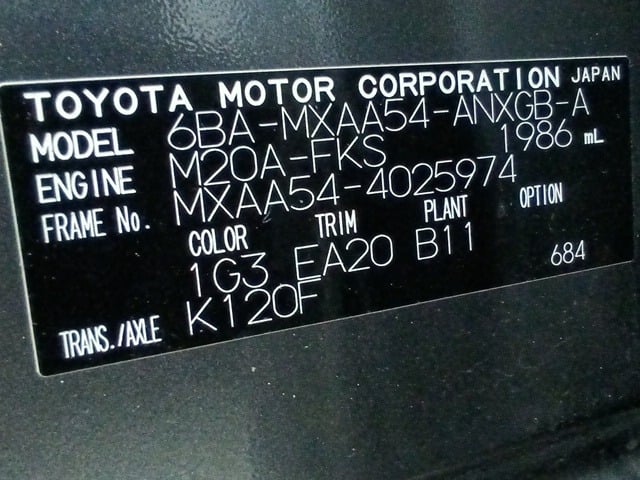 TOYOTA MOTOR CORPORATION JAPAN
MODEL 6BA-MXAA54-ANXGB-A
ENGINE M20A-FKS 1986 mL
FRAME No. MXAA54-4025974
COLOR TRIM PLANT OPTION
1G3 EA20 B11 684
TRANS./AXLE K120F